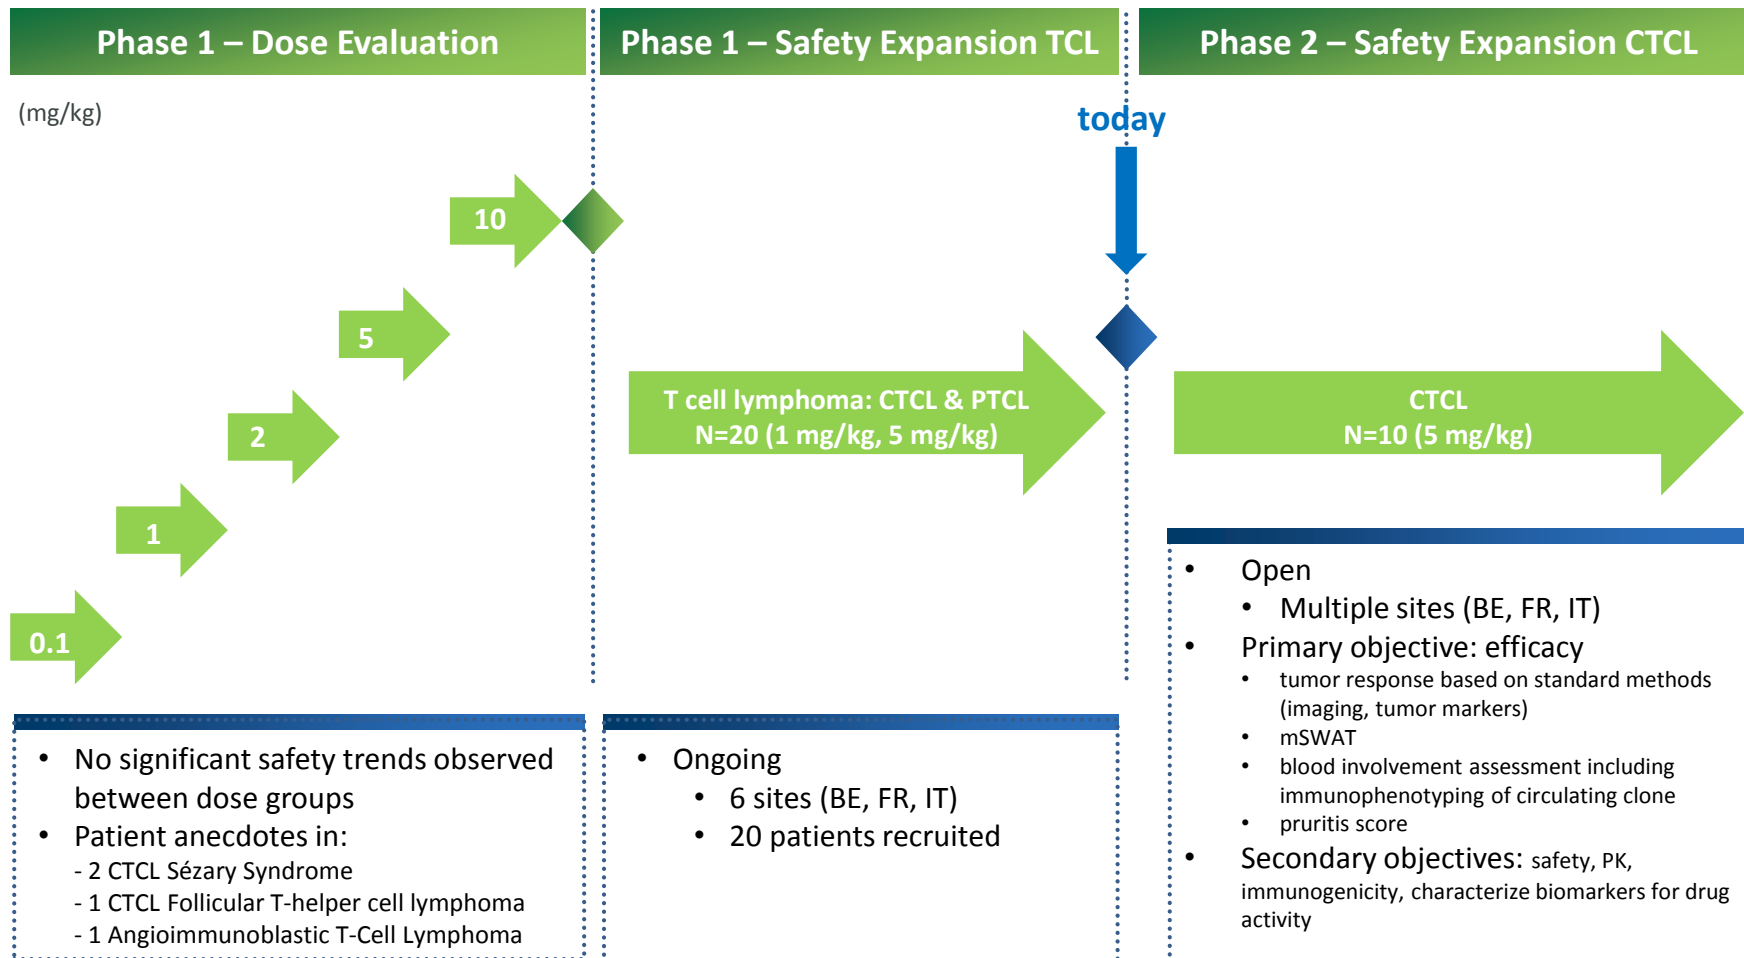 Phase 1 – Dose Evaluation
Phase 1 – Safety Expansion TCL
Phase 2 – Safety Expansion CTCL
(mg/kg)
today
10
5
2
1
0.1
T cell lymphoma: CTCL & PTCL
N=20 (1 mg/kg, 5 mg/kg)
CTCL
N=10 (5 mg/kg)
• No significant safety trends observed
between dose groups
• Patient anecdotes in:
- 2 CTCL Sézary Syndrome
- 1 CTCL Follicular T-helper cell lymphoma
- 1 Angioimmunoblastic T-Cell Lymphoma
• Ongoing
• 6 sites (BE, FR, IT)
• 20 patients recruited
• Open
• Multiple sites (BE, FR, IT)
• Primary objective: efficacy
• tumor response based on standard methods
(imaging, tumor markers)
• mSWAT
• blood involvement assessment including
immunophenotyping of circulating clone
• pruritis score
• Secondary objectives: safety, PK,
immunogenicity, characterize biomarkers for drug
activity